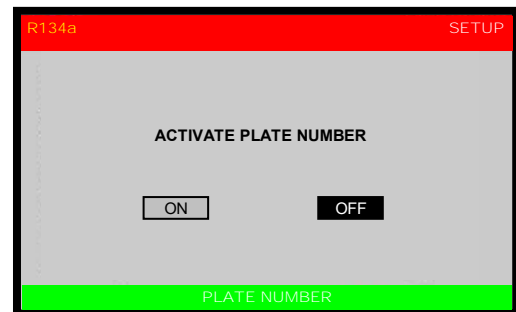 R134a SETUP
ACTIVATE PLATE NUMBER
ON OFF
PLATE NUMBER